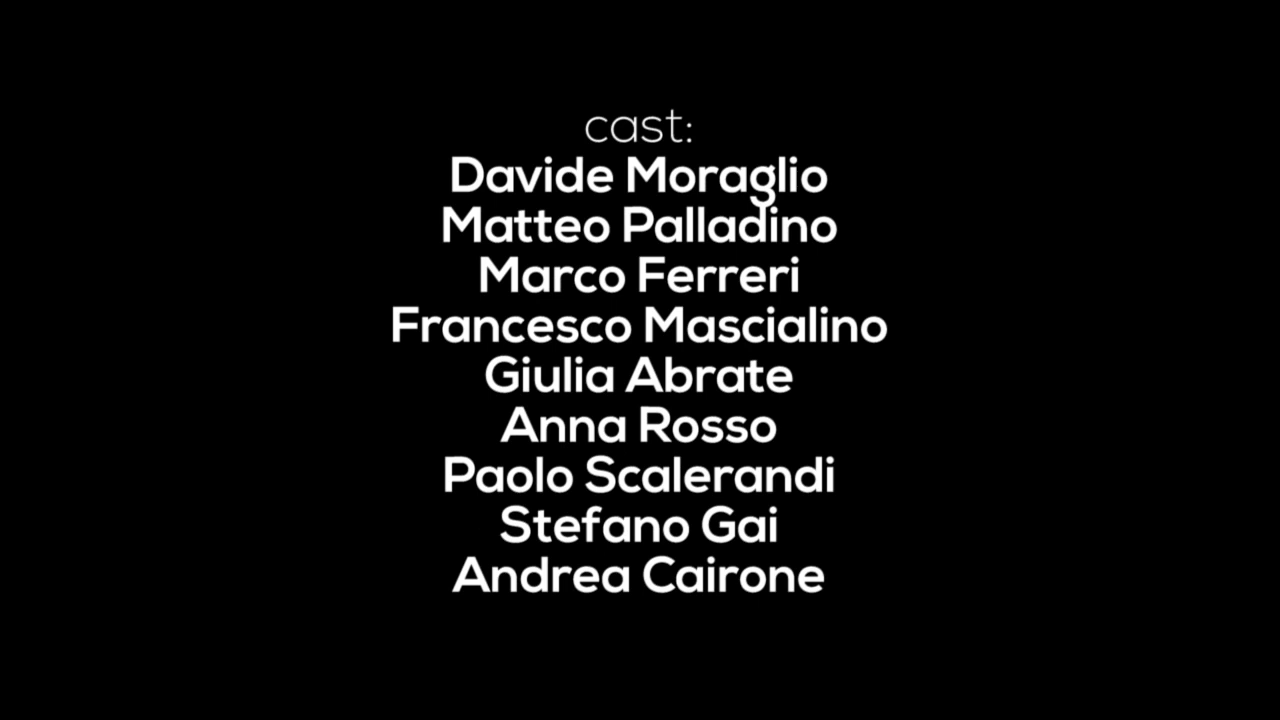 cast:
Davide Moraglio
Matteo Palladino
Marco Ferreri
Francesco Mascialino
Giulia Abrate
Anna Rosso
Paolo Scalerandi
Stefano Gai
Andrea Cairone